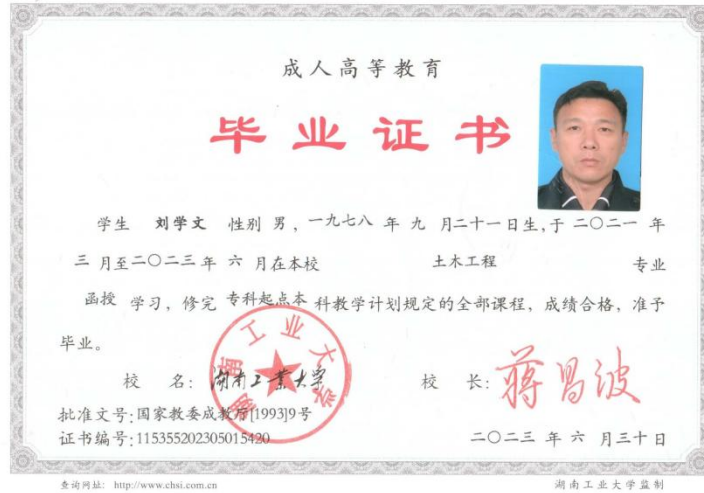 成人高等教育
毕业证书
学生 刘学文 性别 男，一九七八 年 九 月二十一日生，于 二〇二一 年
三 月至二〇二三年 六 月在本校 土木工程 专业
函授 学习，修完 专科起点本 科教学计划规定的全部课程，成绩合格，准予
毕业。
校 名：湖南工业大学
校 长：蒋昌波
批准文号：国家教委成教厅[1993]9号
证书编号：115355202305015420
二〇二三 年 六 月三十日
湖南工业大学
查询网址： http://www.chsi.com.cn
湖南工业大学监制